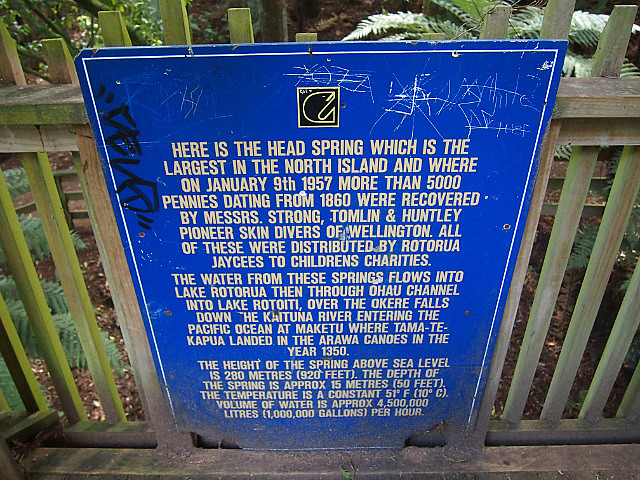 HERE IS THE HEAD SPRING WHICH IS THE
LARGEST IN THE NORTH ISLAND AND WHERE
ON JANUARY 9th 1957 MORE THAN 5000
PENNIES DATING FROM 1860 WERE RECOVERED
BY MESSRS. STRONG, TOMLIN & HUNTLEY
PIONEER SKIN DIVERS OF WELLINGTON. ALL
OF THESE WERE DISTRIBUTED BY ROTORUA
JAYCEES TO CHILDRENS CHARITIES.
THE WATER FROM THESE SPRINGS FLOWS INTO
LAKE ROTORUA THEN THROUGH OHAU CHANNEL
INTO LAKE ROTOITI, OVER THE OKERE FALLS
DOWN THE KAITUNA RIVER ENTERING THE
PACIFIC OCEAN AT MAKETU WHERE TAMA-TE-
KAPUA LANDED IN THE ARAWA CANOES IN THE
YEAR 1350.
THE HEIGHT OF THE SPRING ABOVE SEA LEVEL
IS 280 METRES (920 FEET). THE DEPTH OF
THE SPRING IS APPROX 15 METRES (50 FEET).
THE TEMPERATURE IS A CONSTANT 51° F (10° C).
VOLUME OF WATER IS APPROX 4,500,000
LITRES (1,000,000 GALLONS) PER HOUR.